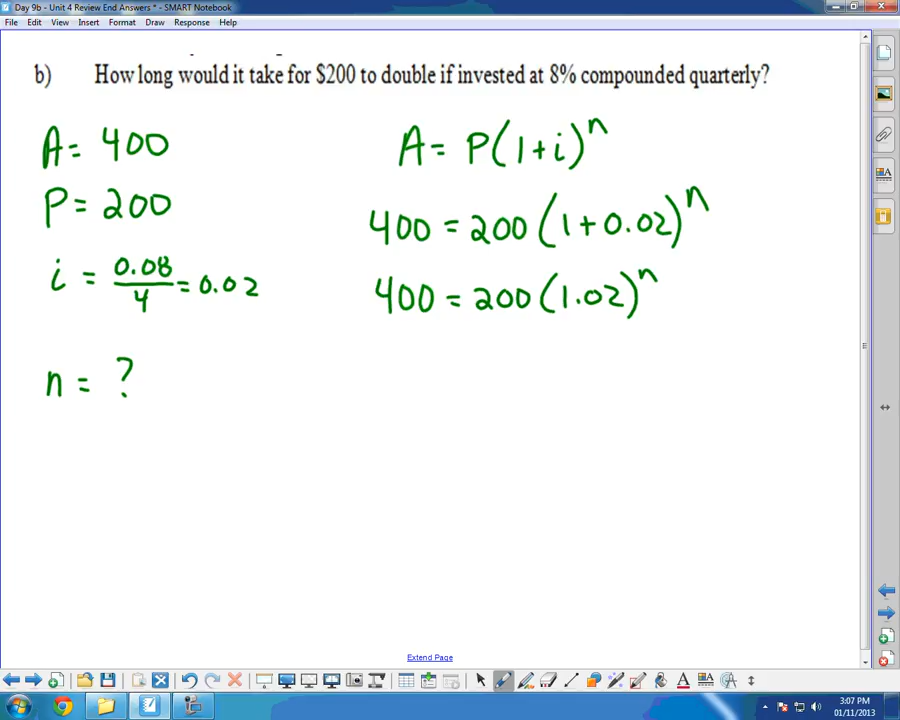 Day 9b - Unit 4 Review End Answers * - SMART Notebook
File Edit View Insert Format Draw Response Help
b) How long would it take for $200 to double if invested at 8% compounded quarterly?
A = 400
P = 200
i = 0.08/4 = 0.02
n = ?
A = P(1+i)^n
400 = 200(1+0.02)^n
400 = 200(1.02)^n
Extend Page
3:07 PM
01/11/2013